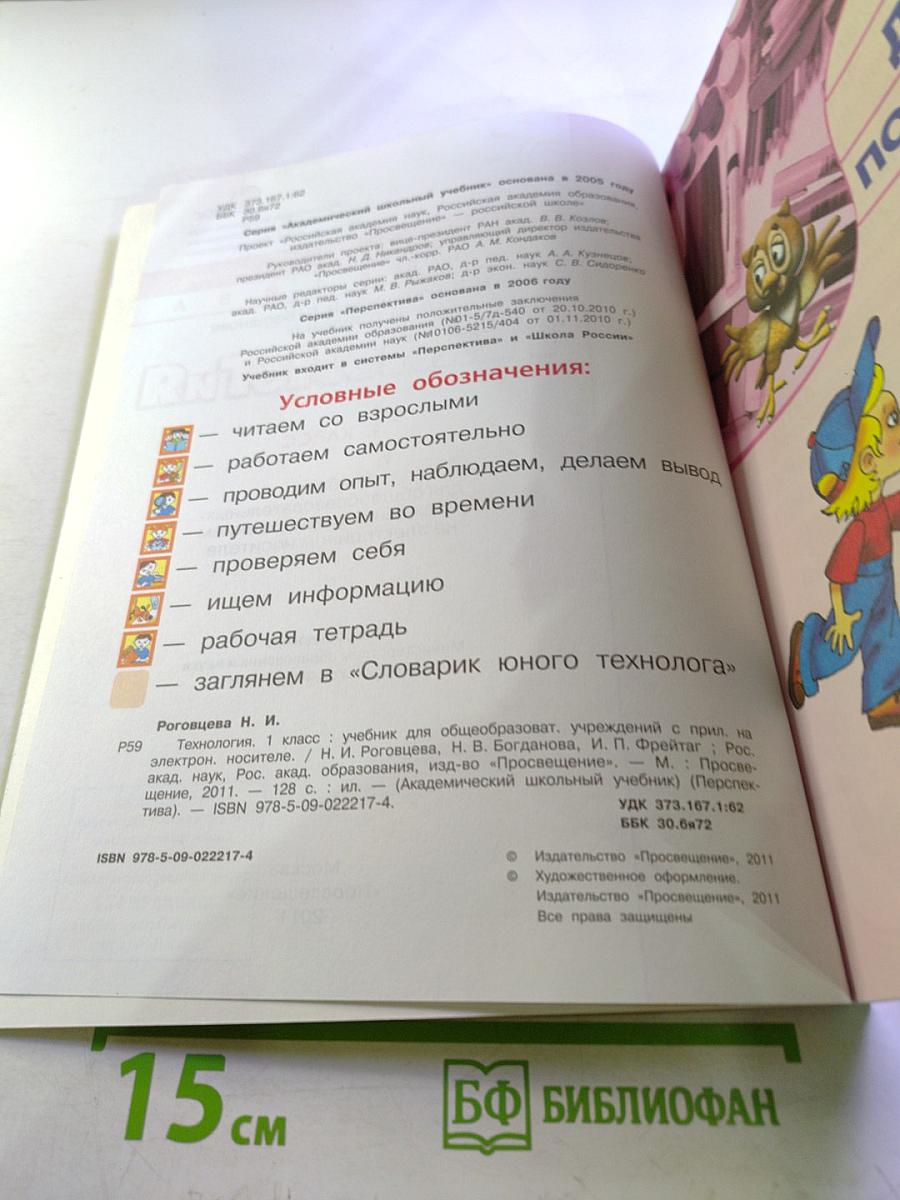 УДК 373.167.1:62
ББК 30.6я72
Р59
Серия «Академический школьный учебник» основана в 2005 году
Проект «Российская академия наук, Российская академия образования,
издательство «Просвещение» — российской школе»
Руководители проекта: вице-президент РАН акад. В. В. Козлов;
президент РАО акад. Н. Д. Никандров; управляющий директор издательства
«Просвещение» чл.-корр. РАО А. М. Кондаков
Научные редакторы серии: акад. РАО, д-р пед. наук А. А. Кузнецов;
акад. РАО, д-р пед. наук М. В. Рыжаков; д-р экон. наук С. В. Сидоренко
Серия «Перспектива» основана в 2006 году
На учебник получены положительные заключения
Российской академии образования (№01-5/7д-540 от 20.10.2010 г.)
и Российской академии наук (№10106-5215/404 от 01.11.2010 г.)
Учебник входит в системы «Перспектива» и «Школа России»
Условные обозначения:
— читаем со взрослыми
— работаем самостоятельно
— проводим опыт, наблюдаем, делаем вывод
— путешествуем во времени
— проверяем себя
— ищем информацию
— рабочая тетрадь
— заглянем в «Словарик юного технолога»
Роговцева Н. И.
Р59 Технология. 1 класс : учебник для общеобразоват. учреждений с прил. на
электрон. носителе. / Н. И. Роговцева, Н. В. Богданова, И. П. Фрейтаг ; Рос.
акад. наук, Рос. акад. образования, изд-во «Просвещение». — М. : Просве-
щение, 2011. — 128 с. : ил. — (Академический школьный учебник) (Перспек-
тива). — ISBN 978-5-09-022217-4.
УДК 373.167.1:62
ББК 30.6я72
ISBN 978-5-09-022217-4
© Издательство «Просвещение», 2011
© Художественное оформление.
Издательство «Просвещение», 2011
Все права защищены
15 см
БФ БИБЛИОФАН